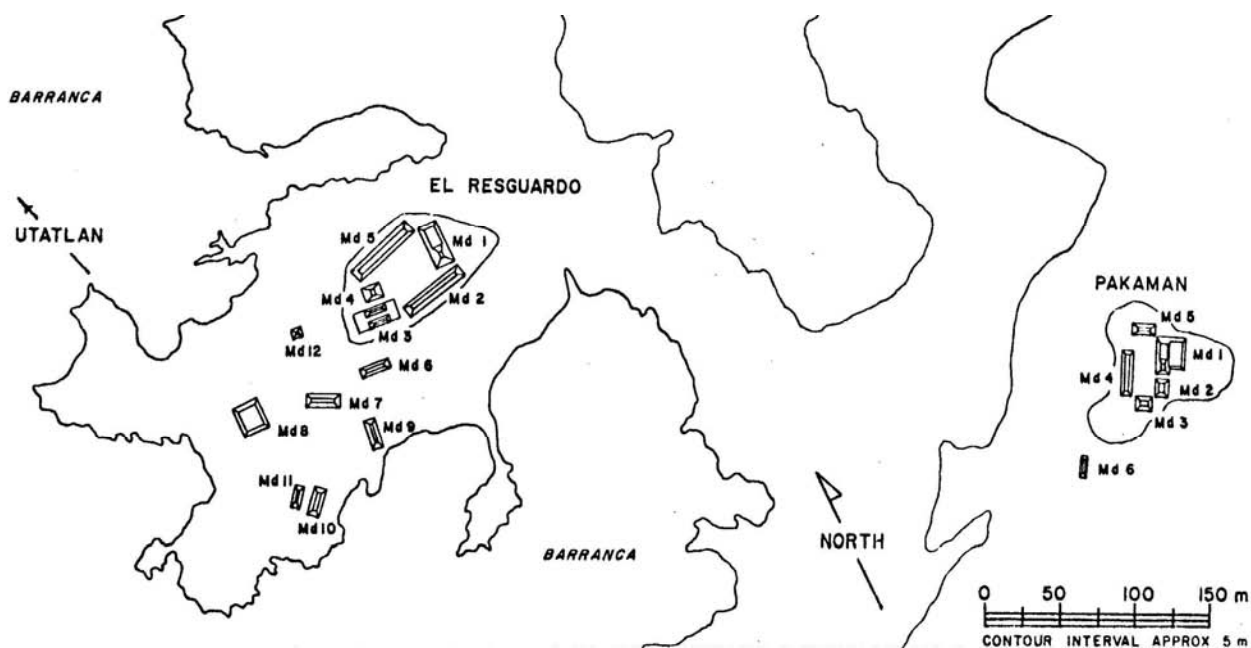 BARRANCA
EL RESGUARDO
UTATLAN
Md 5
Md 1
Md 4
Md 2
Md 3
Md 12
Md 6
Md 7
Md 8
Md 9
Md 11
Md 10
BARRANCA
NORTH
PAKAMAN
Md 5
Md 1
Md 4
Md 2
Md 3
Md 6
0 50 100 150 m
CONTOUR INTERVAL APPROX 5 m